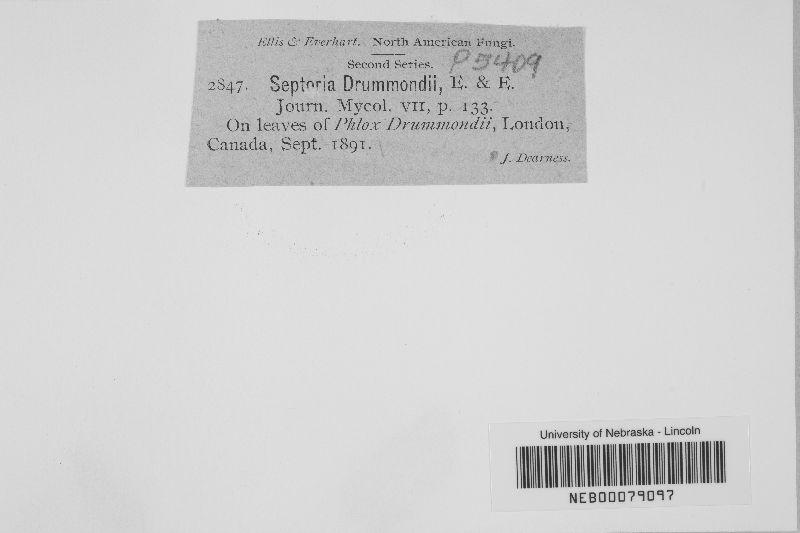 Ellis & Everhart. North American Fungi.
Second Series.
P5409
2847. Septoria Drummondii, E. & E.
Journ. Mycol. VII, p. 133.
On leaves of Phlox Drummondii, London,
Canada, Sept. 1891.
J. Dearness.
University of Nebraska - Lincoln
NEB00079097